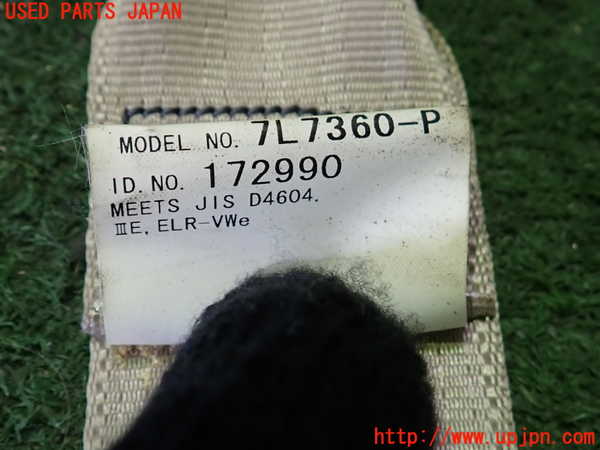 USED PARTS JAPAN
MODEL NO. 7L7360-P
ID. NO. 172990
MEETS JIS D4604.
ⅢE, ELR-VWe
http://www.upjpn.com/